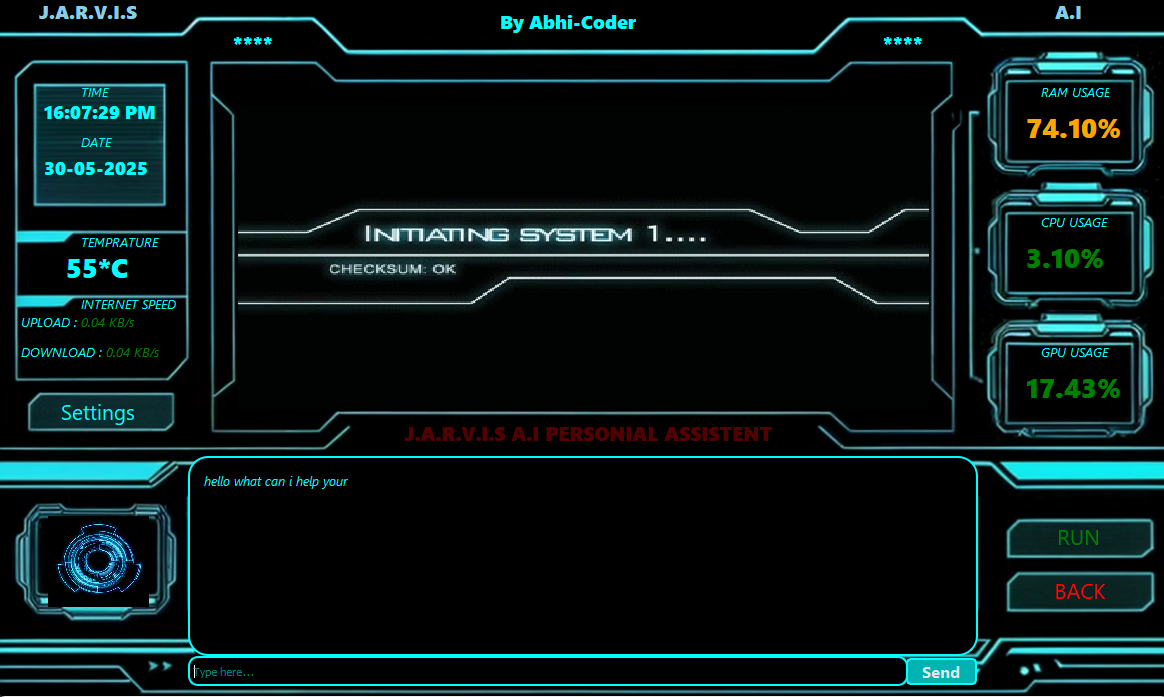 J.A.R.V.I.S
By Abhi-Coder
A.I
****
****
TIME
16:07:29 PM
DATE
30-05-2025
TEMPRATURE
55*C
INTERNET SPEED
UPLOAD : 0.04 KB/s
DOWNLOAD : 0.04 KB/s
Settings
INITIATING SYSTEM 1....
CHECKSUM: OK
J.A.R.V.I.S A.I PERSONIAL ASSISTENT
RAM USAGE
74.10%
CPU USAGE
3.10%
GPU USAGE
17.43%
hello what can i help your
RUN
BACK
Type here...
Send